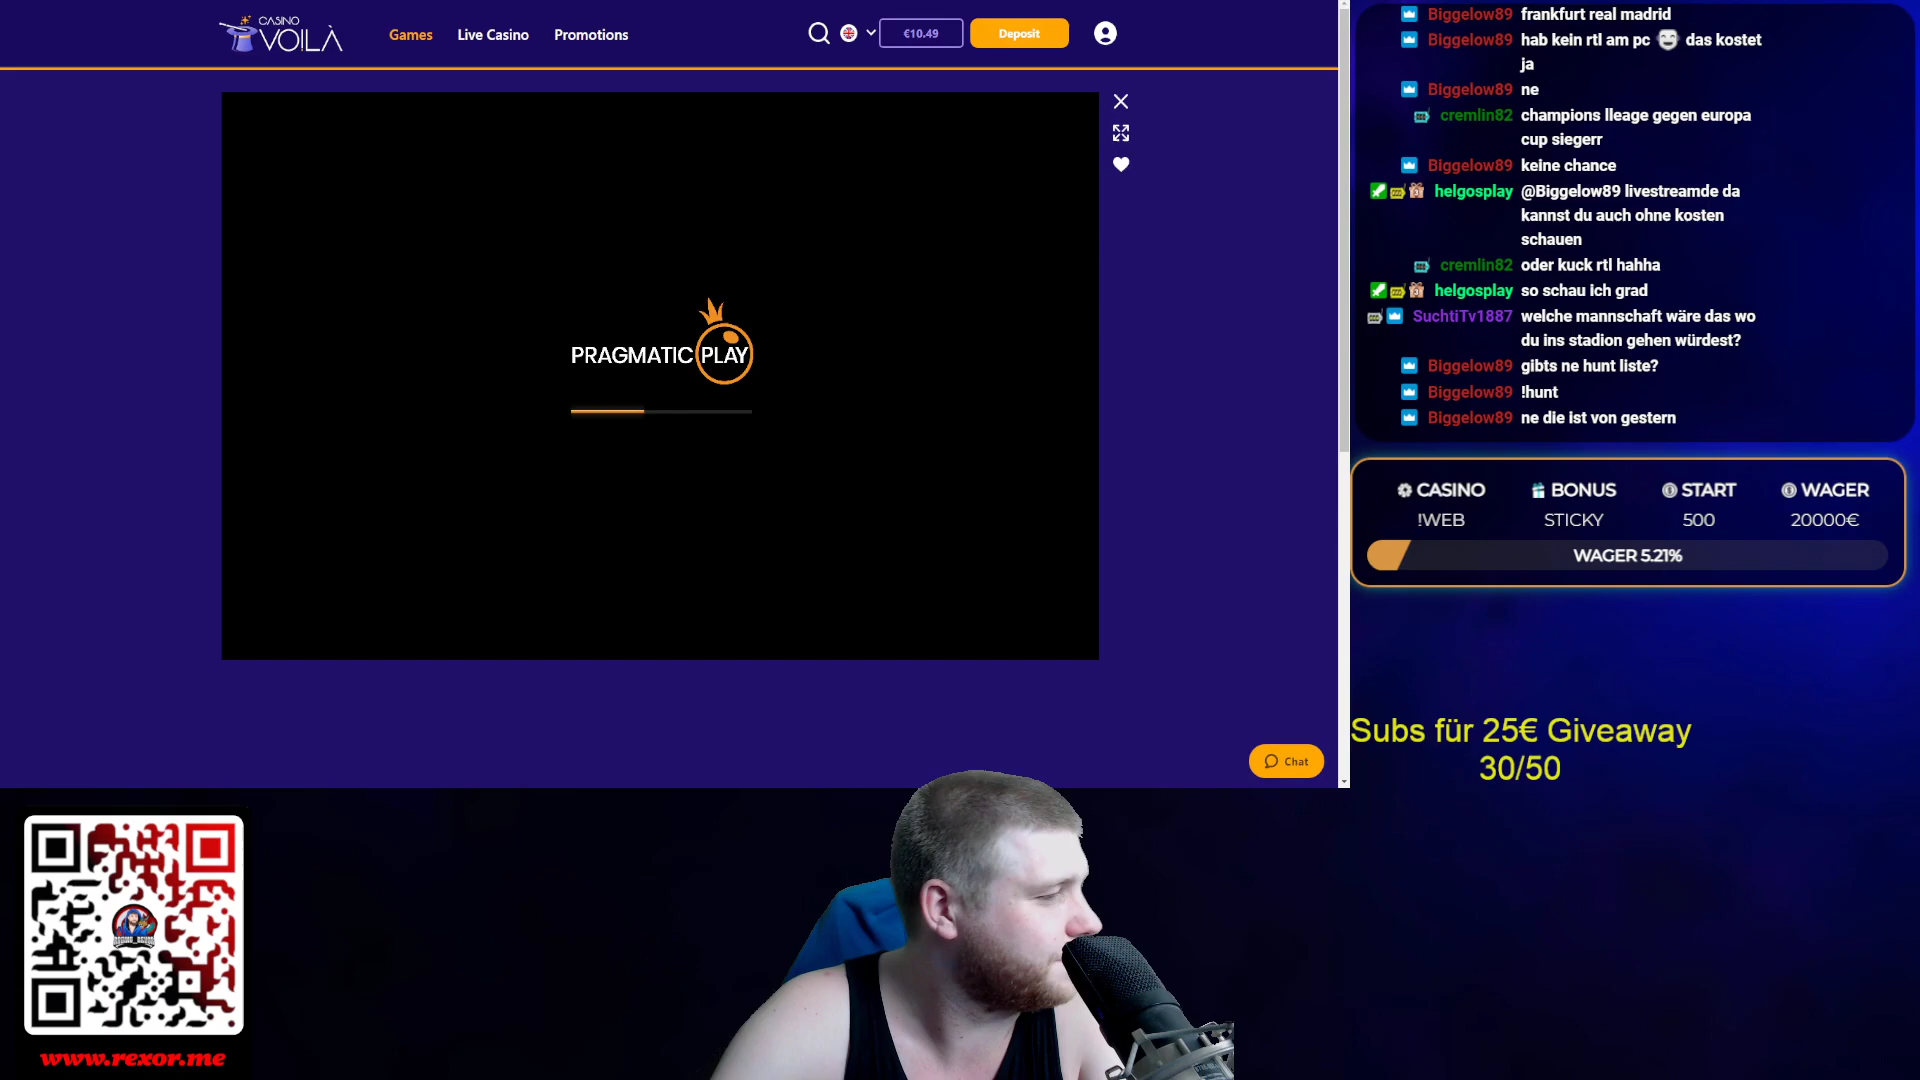 CASINO
VOILÀ
Games
Live Casino
Promotions
€10.49
Deposit
PRAGMATIC PLAY
Chat
www.rexor.me
Biggelow89 frankfurt real madrid
Biggelow89 hab kein rtl am pc das kostet
ja
Biggelow89 ne
cremlin82 champions lleage gegen europa
cup siegerr
Biggelow89 keine chance
helgosplay @Biggelow89 livestreamde da
kannst du auch ohne kosten
schauen
cremlin82 oder kuck rtl hahha
helgosplay so schau ich grad
SuchtiTv1887 welche mannschaft wäre das wo
du ins stadion gehen würdest?
Biggelow89 gibts ne hunt liste?
Biggelow89 !hunt
Biggelow89 ne die ist von gestern
CASINO BONUS START WAGER
!WEB STICKY 500 20000€
WAGER 5.21%
Subs für 25€ Giveaway
30/50